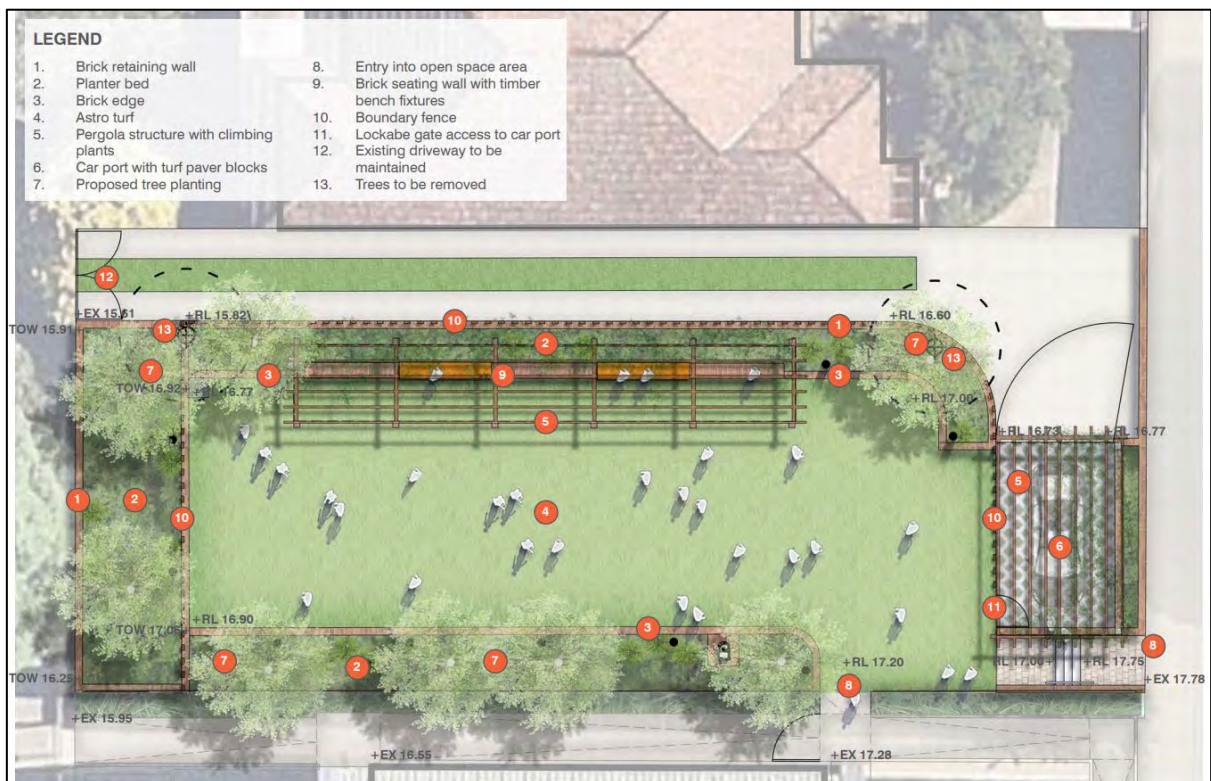 LEGEND
1. Brick retaining wall
2. Planter bed
3. Brick edge
4. Astro turf
5. Pergola structure with climbing
plants
6. Car port with turf paver blocks
7. Proposed tree planting
8. Entry into open space area
9. Brick seating wall with timber
bench fixtures
10. Boundary fence
11. Lockabe gate access to car port
12. Existing driveway to be
maintained
13. Trees to be removed
12
+EX 15.61
+RL 15.82\
10
1
+RL 16.60
TOW 15.91
13
2
7
13
7
3
9
3
TOW 16.92
+RL 16.77
+RL 17.00
5
+RL 16.73
+RL 16.77
5
1
2
10
4
10
6
11
+RL 16.90
3
TOW 17.05
8
7
2
7
+RL 17.20
RL 17.00+
+RL 17.75
TOW 16.25
8
+EX 17.78
+EX 15.95
+EX 16.55
+EX 17.28